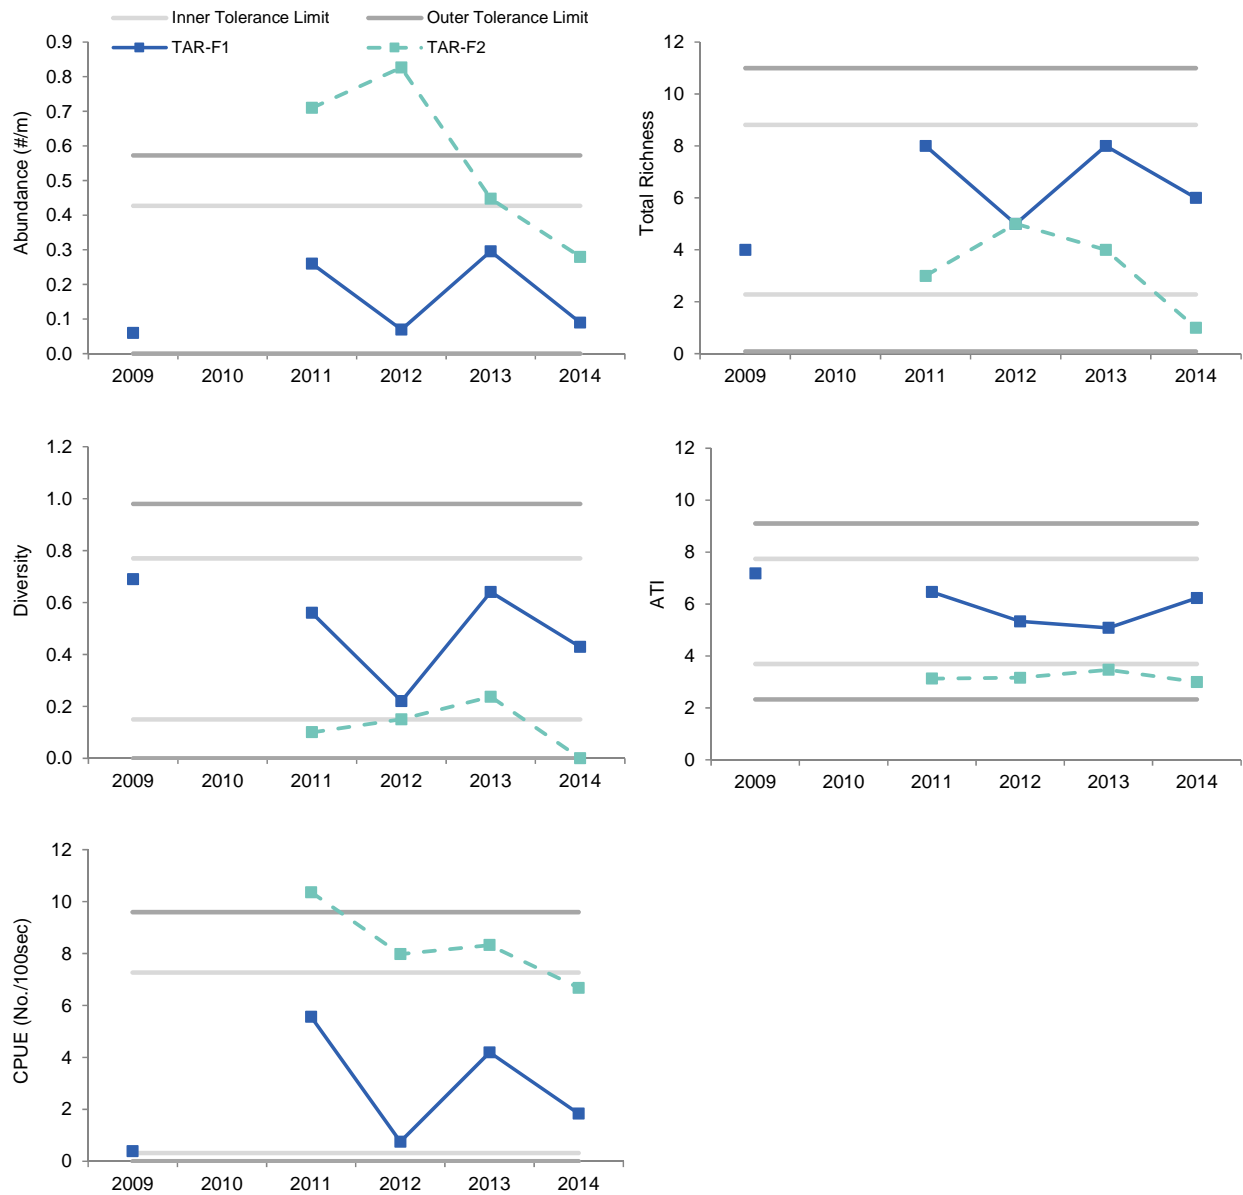 Inner Tolerance Limit
Outer Tolerance Limit
TAR-F1
TAR-F2
Abundance (#/m)
0.9
0.8
0.7
0.6
0.5
0.4
0.3
0.2
0.1
0.0
2009 2010 2011 2012 2013 2014
Total Richness
12
10
8
6
4
2
0
2009 2010 2011 2012 2013 2014
Diversity
1.2
1.0
0.8
0.6
0.4
0.2
0.0
2009 2010 2011 2012 2013 2014
ATI
12
10
8
6
4
2
0
2009 2010 2011 2012 2013 2014
CPUE (No./100sec)
12
10
8
6
4
2
0
2009 2010 2011 2012 2013 2014